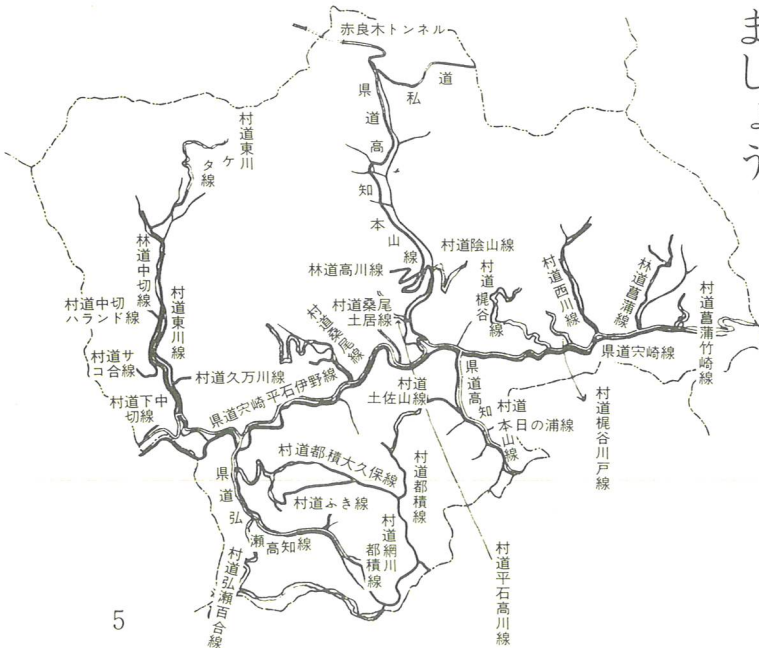 ましょう
赤良木トンネル
私道
県道高知本山線
村道東川
タケ線
林道中切線
村道中切
ハランド線
村道東川線
村道サ
コ合線
村道久万川線
村道下中
切線
林道高川線
村道陰山線
村道桑尾
土居線
村道桑尾線
村道
梶谷線
村道西川線
林道菖蒲線
村道菖蒲竹崎線
県道宍崎線
県道宍崎平石伊野線
村道
土佐山線
県道高知
本山線
村道
日の浦線
村道梶谷川戸線
村道都積大久保線
村道都積線
村道ふき線
県道弘瀬高知線
村道網川
都積線
村道弘瀬百合線
村道平石高川線
5